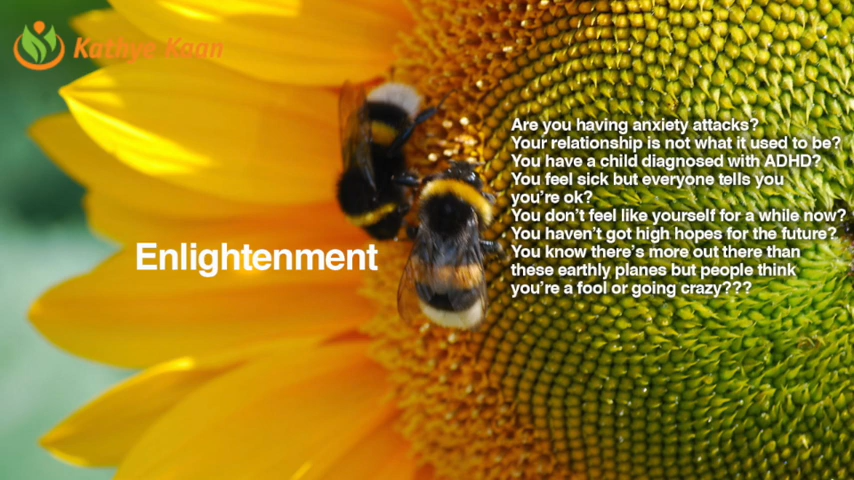 Kathye Kaan
Enlightenment
Are you having anxiety attacks?
Your relationship is not what it used to be?
You have a child diagnosed with ADHD?
You feel sick but everyone tells you
you're ok?
You don't feel like yourself for a while now?
You haven't got high hopes for the future?
You know there's more out there than
these earthly planes but people think
you're a fool or going crazy???